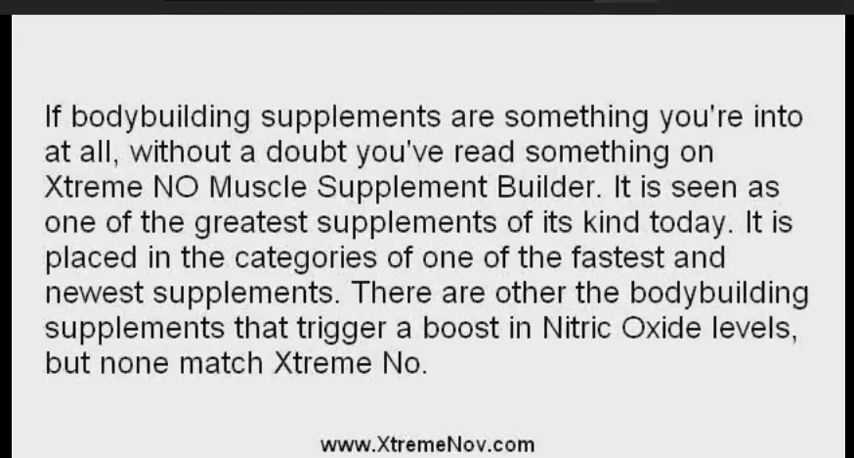 If bodybuilding supplements are something you're into
at all, without a doubt you've read something on
Xtreme NO Muscle Supplement Builder. It is seen as
one of the greatest supplements of its kind today. It is
placed in the categories of one of the fastest and
newest supplements. There are other the bodybuilding
supplements that trigger a boost in Nitric Oxide levels,
but none match Xtreme No.
www.XtremeNov.com